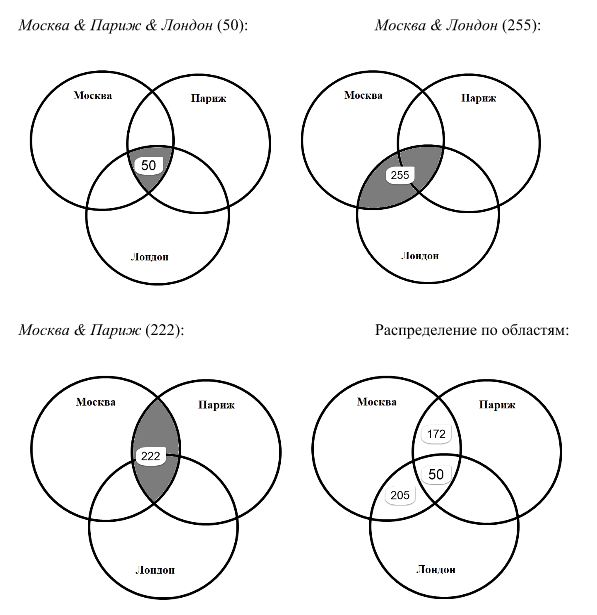 Москва & Париж & Лондон (50):
Москва & Лондон (255):
Москва
Париж
50
Лондон
Москва
Париж
255
Лондон
Москва & Париж (222):
Распределение по областям:
Москва
Париж
222
Лондон
Москва
Париж
172
50
205
Лондон